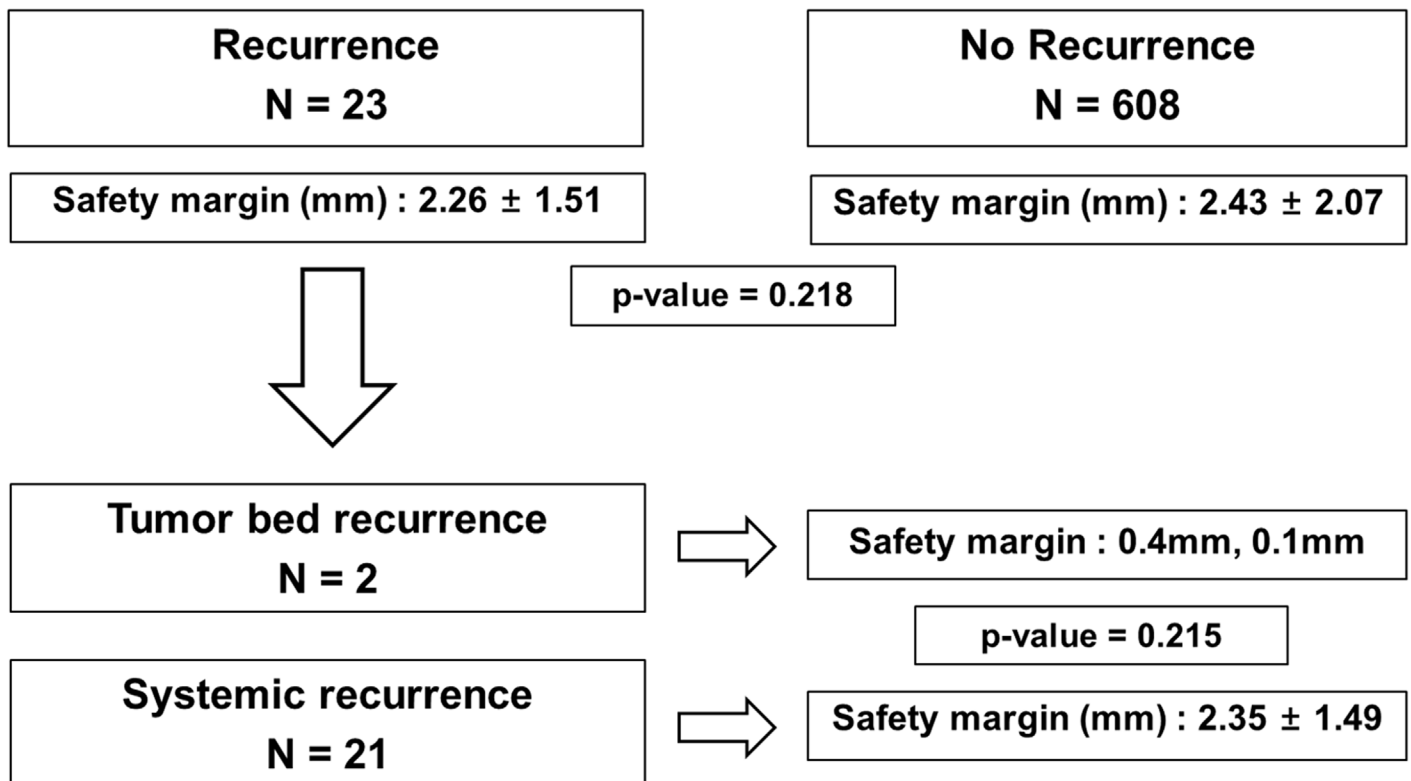 Recurrence
N = 23
No Recurrence
N = 608
Safety margin (mm) : 2.26 ± 1.51
Safety margin (mm) : 2.43 ± 2.07
p-value = 0.218
Tumor bed recurrence
N = 2
Safety margin : 0.4mm, 0.1mm
p-value = 0.215
Systemic recurrence
N = 21
Safety margin (mm) : 2.35 ± 1.49